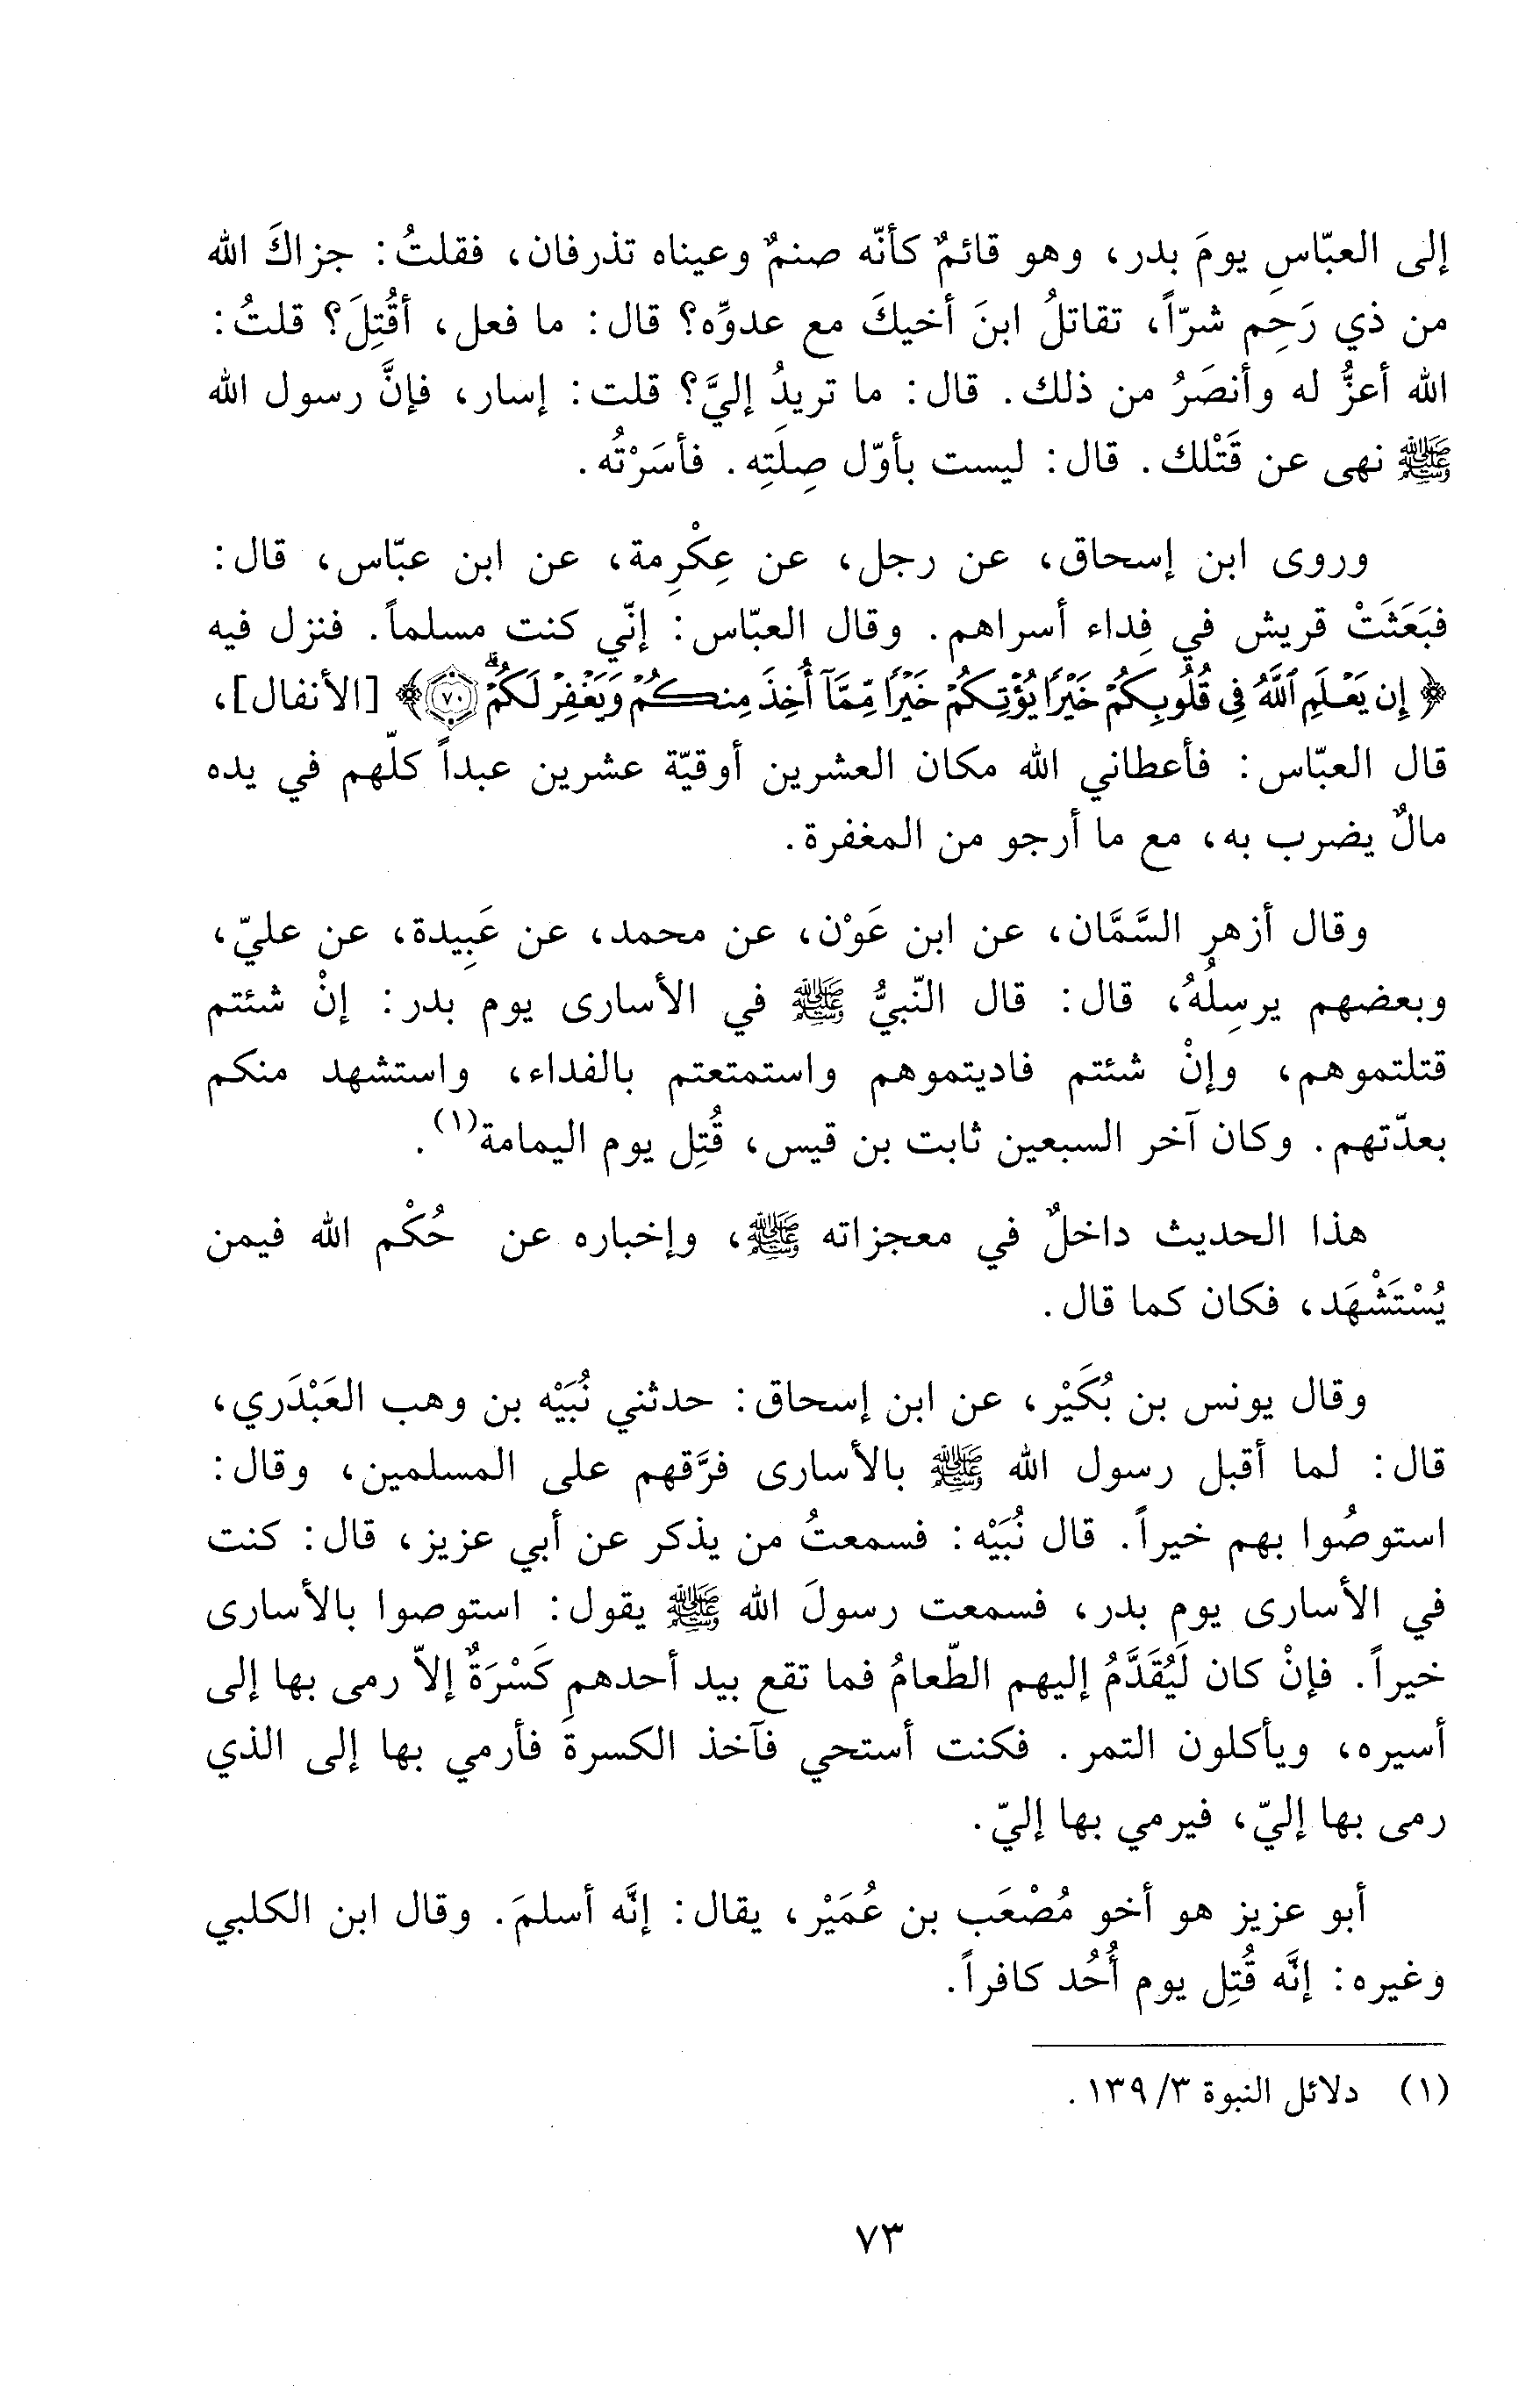 إلى العبّاسِ يومَ بدر، وهو قائمٌ كأنّه صنمٌ وعيناه تذرفان، فقلتُ: جزاكَ الله
من ذي رَحِم شرّاً، تقاتلُ ابنَ أخيكَ مع عدوِّه؟ قال: ما فعل، أقُتِلَ؟ قلتُ:
الله أعزُّ له وأنصَرُ من ذلك. قال: ما تريدُ إليَّ؟ قلت: إسار، فإنَّ رسول الله
ﷺ نهى عن قَتْلك. قال: ليست بأوّل صِلَتِه. فأسَرْتُه.
وروى ابن إسحاق، عن رجل، عن عِكْرِمة، عن ابن عبّاس، قال:
فبَعَثَتْ قريش في فِداء أسراهم. وقال العبّاس: إنّي كنت مسلماً. فنزل فيه
﴿إِن يَعْلَمِ ٱللَّهُ فِى قُلُوبِكُمْ خَيْرًا يُؤْتِكُمْ خَيْرًا مِّمَّآ أُخِذَ مِنكُمْ وَيَغْفِرْ لَكُمْۗ ٧٠﴾ [الأنفال]،
قال العبّاس: فأعطاني الله مكان العشرين أوقيّة عشرين عبداً كلّهم في يده
مالٌ يضرب به، مع ما أرجو من المغفرة.
وقال أزهر السَّمَّان، عن ابن عَوْن، عن محمد، عن عَبِيدة، عن عليّ،
وبعضهم يرسِلُهُ، قال: قال النّبيُّ ﷺ في الأسارى يوم بدر: إنْ شئتم
قتلتموهم، وإنْ شئتم فاديتموهم واستمتعتم بالفداء، واستشهد منكم
بعدّتهم. وكان آخر السبعين ثابت بن قيس، قُتِل يوم اليمامة(١).
هذا الحديث داخلٌ في معجزاته ﷺ، وإخباره عن حُكْم الله فيمن
يُسْتَشْهَد، فكان كما قال.
وقال يونس بن بُكَيْر، عن ابن إسحاق: حدثني نُبَيْه بن وهب العَبْدَري،
قال: لما أقبل رسول الله ﷺ بالأسارى فرَّقهم على المسلمين، وقال:
استوصُوا بهم خيراً. قال نُبَيْه: فسمعتُ من يذكر عن أبي عزيز، قال: كنت
في الأسارى يوم بدر، فسمعت رسولَ الله ﷺ يقول: استوصوا بالأسارى
خيراً. فإنْ كان لَيُقَدَّمُ إليهم الطّعامُ فما تقع بيد أحدهم كَسْرَةٌ إلاّ رمى بها إلى
أسيره، ويأكلون التمر. فكنت أستحي فآخذ الكسرةَ فأرمي بها إلى الذي
رمى بها إليّ، فيرمي بها إليّ.
أبو عزيز هو أخو مُصْعَب بن عُمَيْر، يقال: إنَّه أسلمَ. وقال ابن الكلبي
وغيره: إنَّه قُتِل يوم أُحُد كافراً.
(١) دلائل النبوة ٣/ ١٣٩.
٧٣